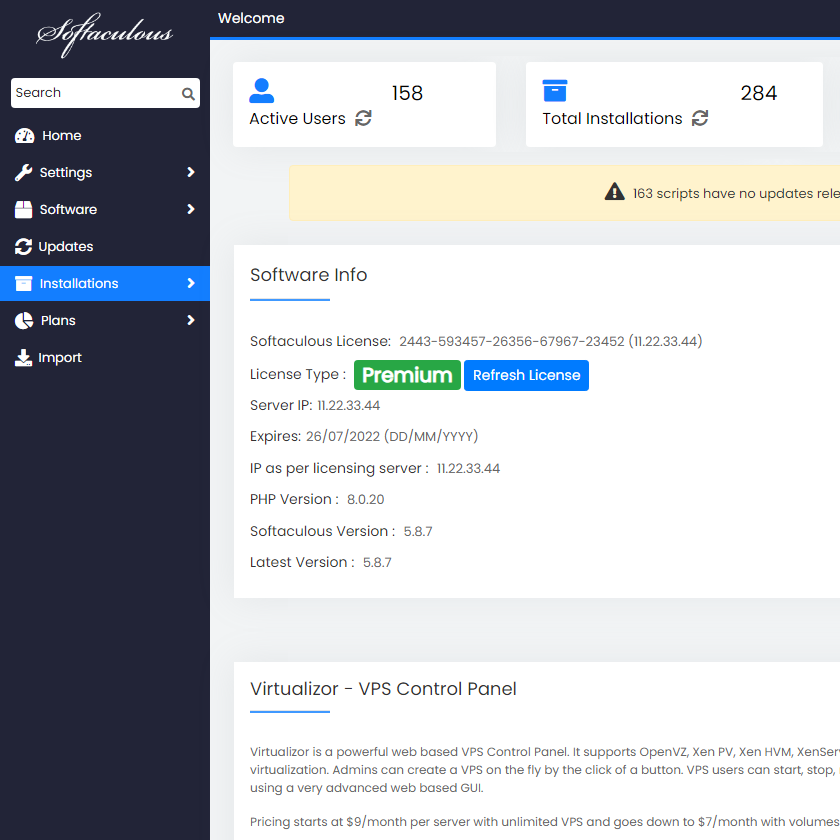 Softaculous
Welcome
Search
Home
Settings
Software
Updates
Installations
Plans
Import
158
Active Users
284
Total Installations
163 scripts have no updates rele
Software Info
Softaculous License: 2443-593457-26356-67967-23452 (11.22.33.44)
License Type : Premium Refresh License
Server IP: 11.22.33.44
Expires: 26/07/2022 (DD/MM/YYYY)
IP as per licensing server : 11.22.33.44
PHP Version : 8.0.20
Softaculous Version : 5.8.7
Latest Version : 5.8.7
Virtualizor - VPS Control Panel
Virtualizor is a powerful web based VPS Control Panel. It supports OpenVZ, Xen PV, Xen HVM, XenServ
virtualization. Admins can create a VPS on the fly by the click of a button. VPS users can start, stop,
using a very advanced web based GUI.
Pricing starts at $9/month per server with unlimited VPS and goes down to $7/month with volumes